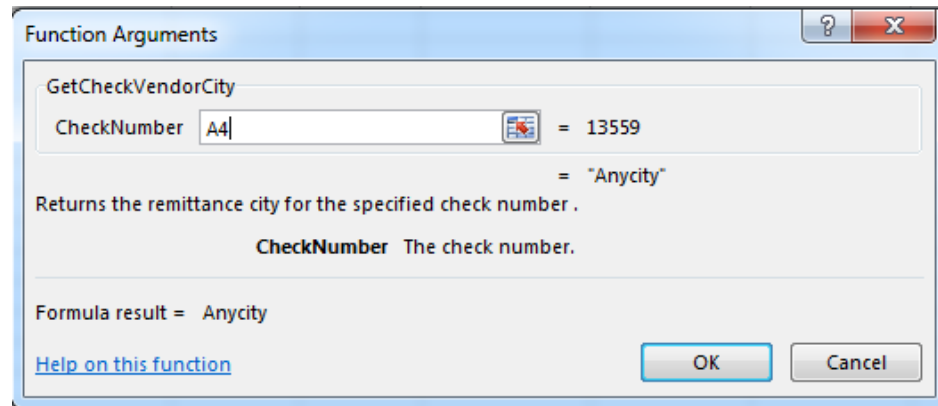 Function Arguments
GetCheckVendorCity
CheckNumber A4 = 13559
= "Anycity"
Returns the remittance city for the specified check number .
CheckNumber The check number.
Formula result = Anycity
Help on this function OK Cancel